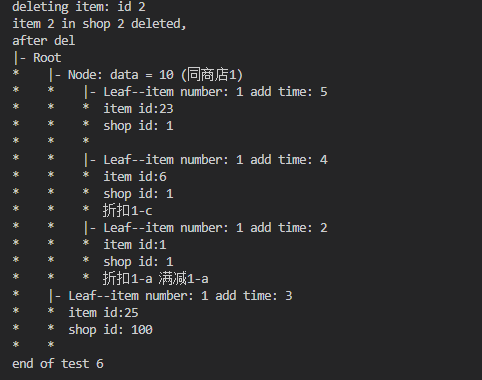 deleting item: id 2
item 2 in shop 2 deleted,
after del
|- Root
*    |- Node: data = 10 (同商店1)
*    *    |- Leaf--item number: 1 add time: 5
*    *    *  item id:23
*    *    *  shop id: 1
*    *    *
*    *    |- Leaf--item number: 1 add time: 4
*    *    *  item id:6
*    *    *  shop id: 1
*    *    *  折扣1-c
*    *    |- Leaf--item number: 1 add time: 2
*    *    *  item id:1
*    *    *  shop id: 1
*    *    *  折扣1-a 满减1-a
*    |- Leaf--item number: 1 add time: 3
*    *  item id:25
*    *  shop id: 100
*    *
end of test 6